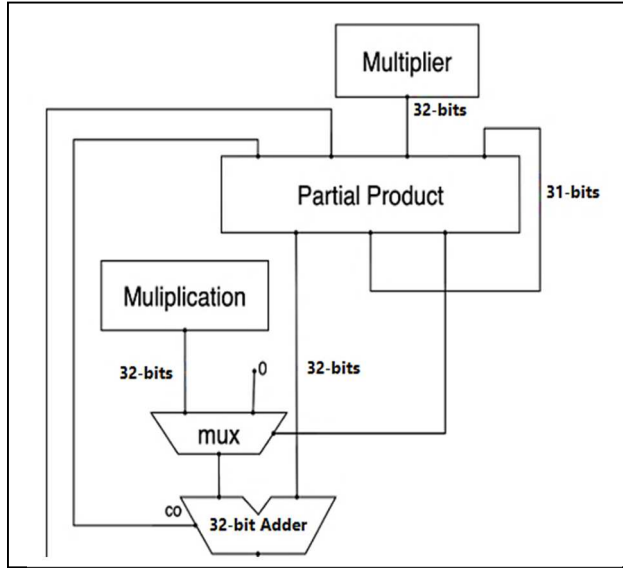 Multiplier
32-bits
Partial Product
31-bits
Muliplication
32-bits
0
32-bits
mux
co
32-bit Adder